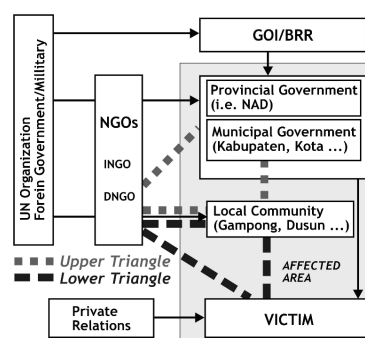 UN Organization
Forein Government/Millitary
NGOs
INGO
DNGO
GOI/BRR
Provincial Government
(i.e. NAD)
Municipal Government
(Kabupaten, Kota ...)
Local Community
(Gampong, Dusun ...)
Upper Triangle
Lower Triangle
AFFECTED
AREA
Private
Relations
VICTIM